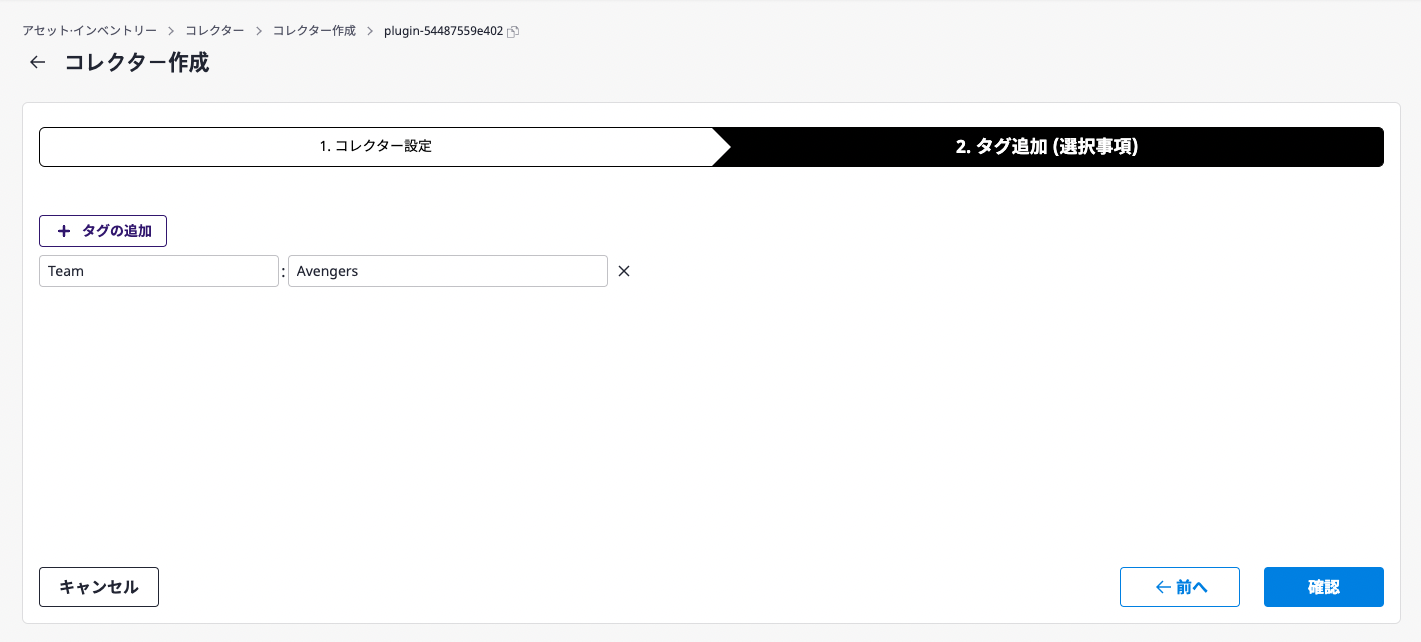 アセット·インベントリー > コレクター > コレクター作成 > plugin-54487559e402
← コレクター作成
1. コレクター設定
2. タグ追加 (選択事項)
+ タグの追加
Team : Avengers ×
キャンセル
← 前へ
確認